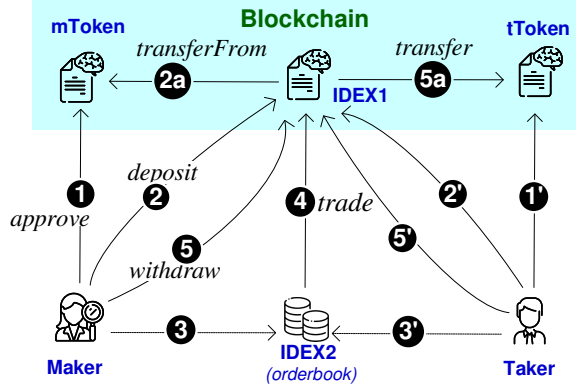 Blockchain
mToken
transferFrom
transfer
tToken
2a
5a
IDEX1
1
deposit
2
approve
4
trade
2'
1'
5
5'
withdraw
3
3'
Maker
IDEX2
(orderbook)
Taker